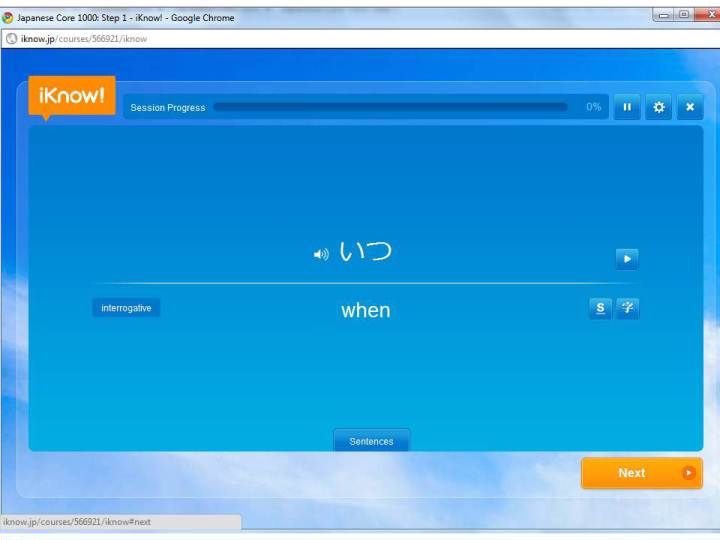 Japanese Core 1000: Step 1 - iKnow! - Google Chrome
iknow.jp/courses/566921/iknow
iKnow!
Session Progress 0%
いつ
interrogative
when
S 字
Sentences
Next
iknow.jp/courses/566921/iknow#next